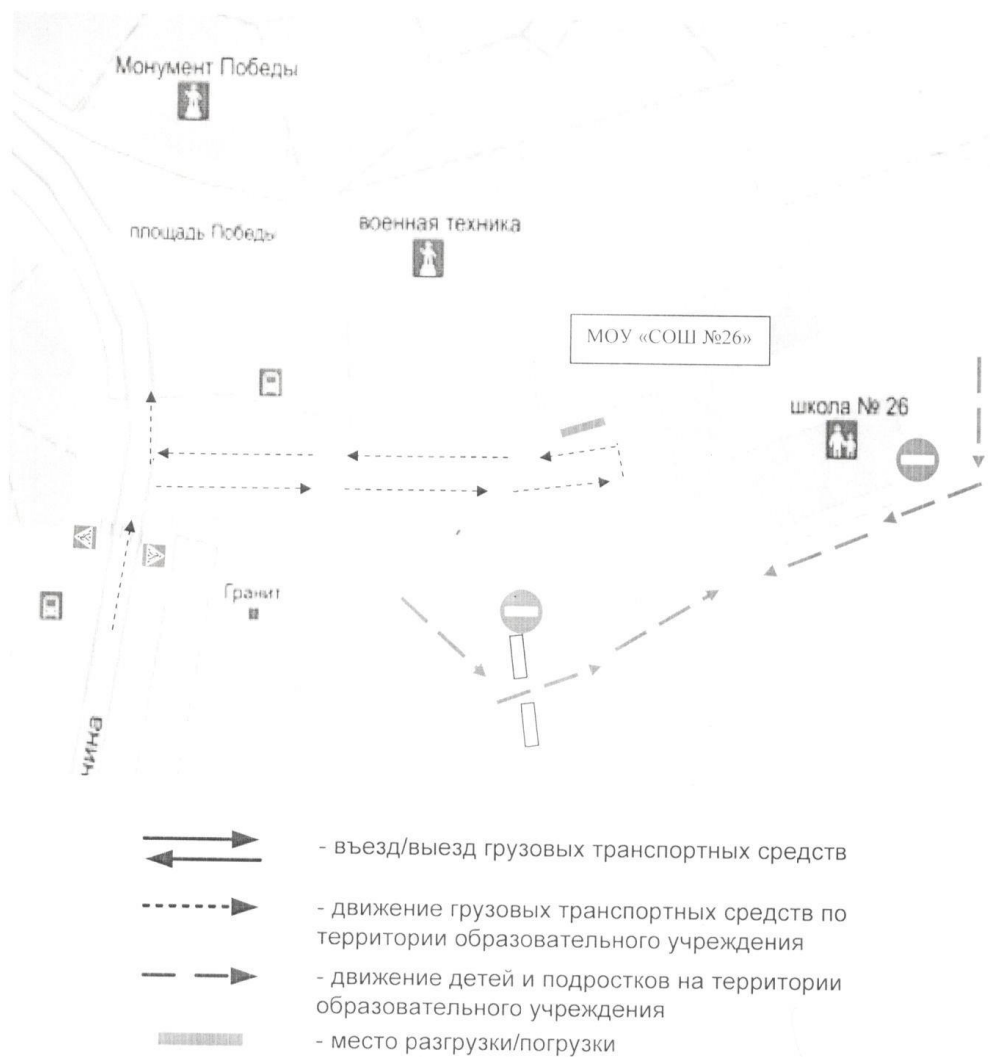 Монумент Победы
площадь Победы
военная техника
МОУ «СОШ №26»
школа № 26
Гранит
чина
- въезд/выезд грузовых транспортных средств
- движение грузовых транспортных средств по
территории образовательного учреждения
- движение детей и подростков на территории
образовательного учреждения
- место разгрузки/погрузки